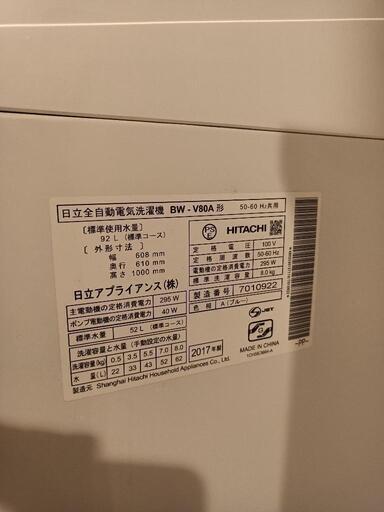 日立全自動電気洗濯機 BW-V80A 形 50-60 Hz共用
〔標準使用水量〕
92 L (標準コース)
〔外形寸法〕
幅 608 mm
奥行 610 mm
高さ 1000 mm
日立アプライアンス(株)
主電動機の定格消費電力 295 W
ポンプ電動機の定格消費電力 40 W
標準水量 52 L (標準コース)
洗濯容量と水量 (手動設定の水量)
洗濯容量(kg) 0.5 3.5 5.5 7.0 8.0
水量(L) 22 33 43 52 62
製造元 Shanghai Hitachi Household Appliances Co., Ltd.
PS
E
HITACHI
定格電圧 100 V
定格周波数 50-60 Hz
電動機の定格消費電力 295 W
標準洗濯容量 8.0 kg
製造番号 7010922
色相 A (ブルー)
JET
2017年製
MADE IN CHINA
>PP<